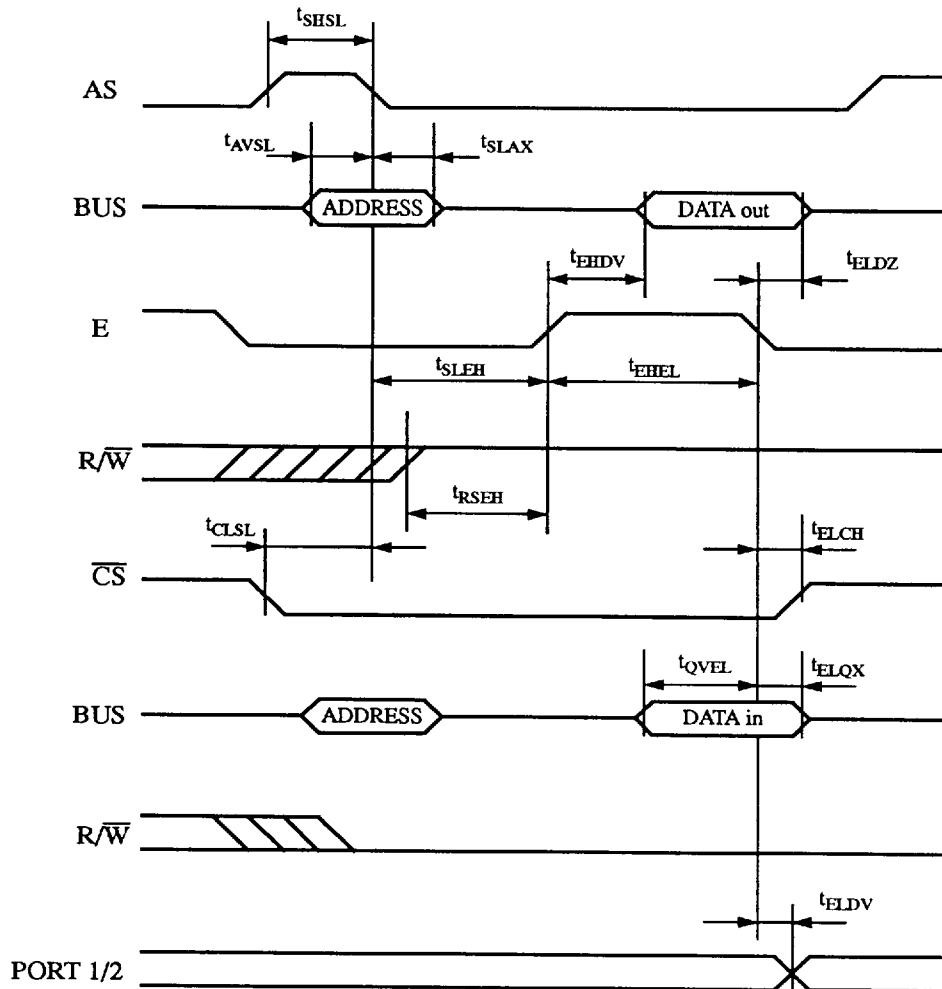 tSHSL
AS
tAVSL
tSLAX
BUS
ADDRESS
DATA out
tEHDV
tELDZ
E
tSLEH
tEHEL
R/W̅
tRSEH
tCLSL
tELCH
C̅S̅
tQVEL
tELQX
BUS
ADDRESS
DATA in
R/W̅
tELDV
PORT 1/2